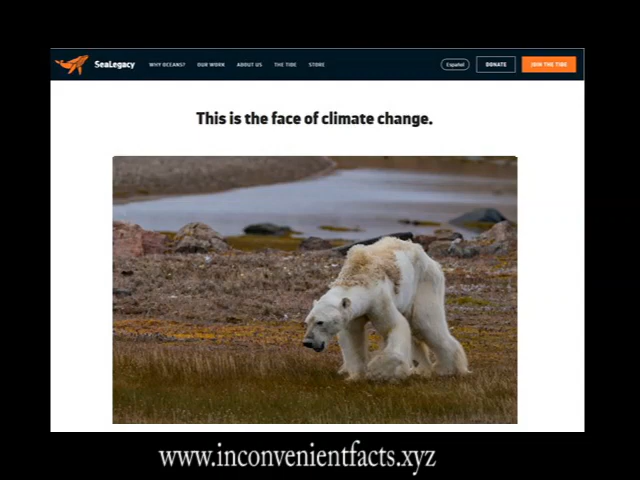 SeaLegacy WHY OCEANS? OUR WORK ABOUT US THE TIDE STORE Español DONATE JOIN THE TIDE
This is the face of climate change.
www.inconvenientfacts.xyz